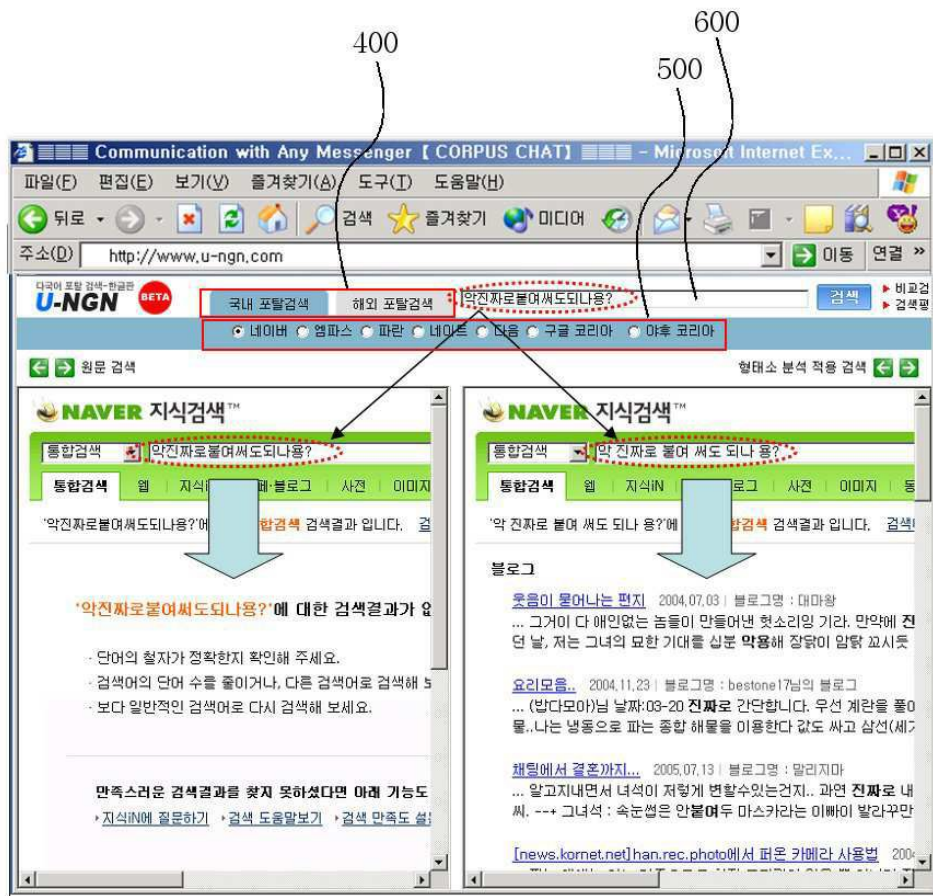 400
600
500
Communication with Any Messenger [ CORPUS CHAT] - Microsoft Internet Ex...
파일(F) 편집(E) 보기(V) 즐겨찾기(A) 도구(T) 도움말(H)
뒤로 검색 즐겨찾기 미디어
주소(D) http://www.u-ngn.com 이동 연결 »
다국어 포탈 검색-한글판
U-NGN BETA 국내 포탈검색 해외 포탈검색 악진짜로붙여써도되나용? 검색 ▶비교검
▶검색평
네이버 엠파스 파란 네이트 다음 구글 코리아 야후 코리아
원문 검색 형태소 분석 적용 검색
NAVER 지식검색™
통합검색 악진짜로붙여써도되나용?
통합검색 웹 지식 페·블로그 사전 이미지
'악진짜로붙여써도되나용?'에 합검색 검색결과 입니다. 검
'악진짜로붙여써도되나용?'에 대한 검색결과가 없
· 단어의 철자가 정확한지 확인해 주세요.
· 검색어의 단어 수를 줄이거나, 다른 검색어로 검색해 보
· 보다 일반적인 검색어로 다시 검색해 보세요.
만족스러운 검색결과를 찾지 못하셨다면 아래 기능도
▸지식iN에 질문하기 ▸검색 도움말보기 ▸검색 만족도 설
NAVER 지식검색™
통합검색 악 진짜로 붙여 써도 되나 용?
통합검색 웹 지식iN 로그 사전 이미지 동
'악 진짜로 붙여 써도 되나 용?'에 합검색 검색결과 입니다. 검색
블로그
웃음이 묻어나는 편지 2004.07.03 | 블로그명 : 대마왕
... 그거이 다 애인없는 놈들이 만들어낸 헛소리잉 기라. 만약에 진
던 날, 저는 그녀의 묘한 기대를 십분 악용해 장닭이 암탉 꼬시듯
요리모음.. 2004.11.23 | 블로그명 : bestone17님의 블로그
... (밥다모아)님 날짜:03-20 진짜로 간단합니다. 우선 계란을 풀어
물..나는 냉동으로 파는 종합 해물을 이용한다 값도 싸고 삼선(세가
채팅에서 결혼까지... 2005.07.13 | 블로그명 : 말리지마
... 알고지내면서 녀석이 저렇게 변할수있는건지.. 과연 진짜로 내
씨. --+ 그녀석 : 속눈썹은 안붙여두 마스카라는 이빠이 발라꾸만
[news.kornet.net]han.rec.photo에서 퍼온 카메라 사용법 200